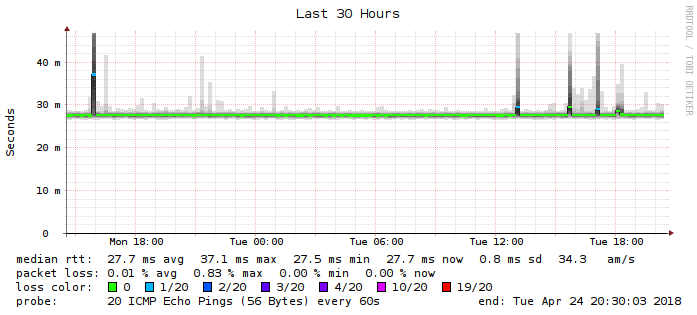 Last 30 Hours
RRDTOOL / TOBI OETIKER
Seconds
40 m
30 m
20 m
10 m
0
Mon 18:00 Tue 00:00 Tue 06:00 Tue 12:00 Tue 18:00
median rtt: 27.7 ms avg 37.1 ms max 27.5 ms min 27.7 ms now 0.8 ms sd 34.3 am/s
packet loss: 0.01 % avg 0.83 % max 0.00 % min 0.00 % now
loss color: 0 1/20 2/20 3/20 4/20 10/20 19/20
probe: 20 ICMP Echo Pings (56 Bytes) every 60s end: Tue Apr 24 20:30:03 2018